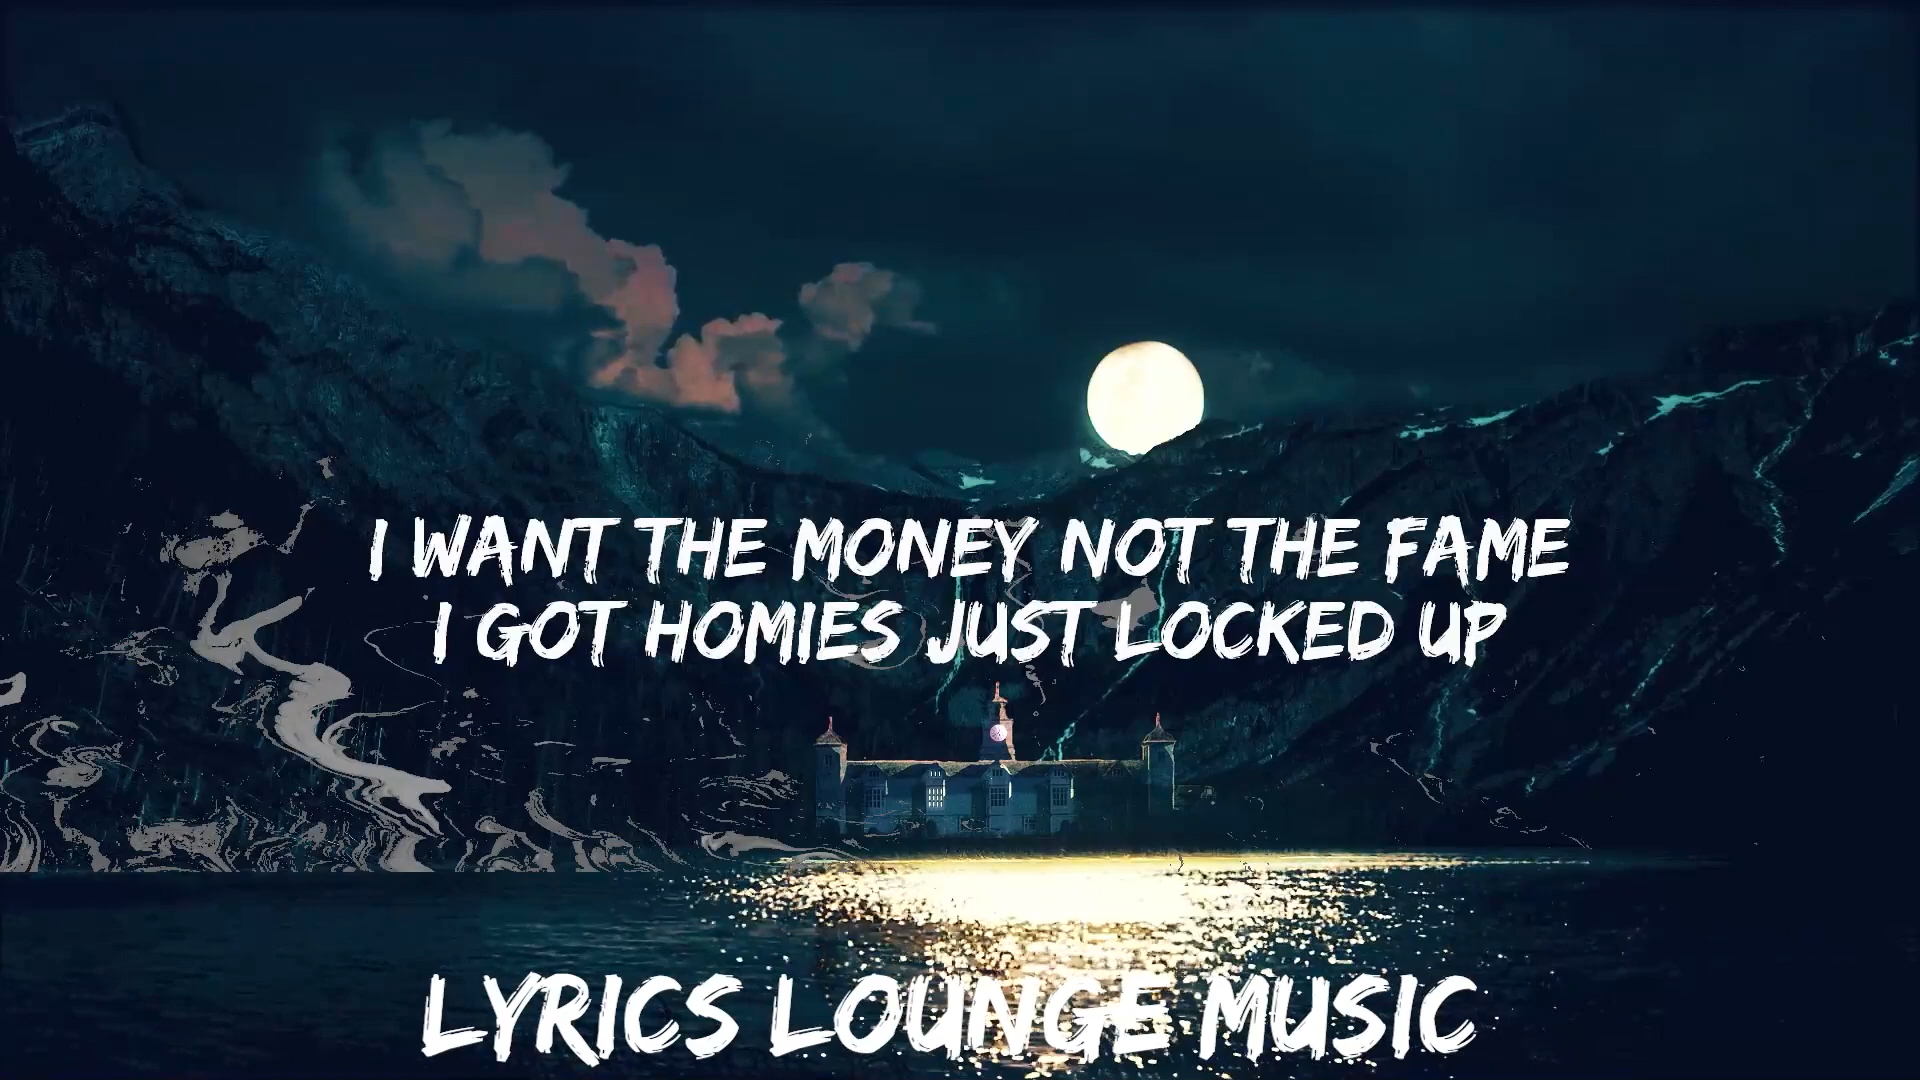 I WANT THE MONEY NOT THE FAME
I GOT HOMIES JUST LOCKED UP
LYRICS LOUNGE MUSIC